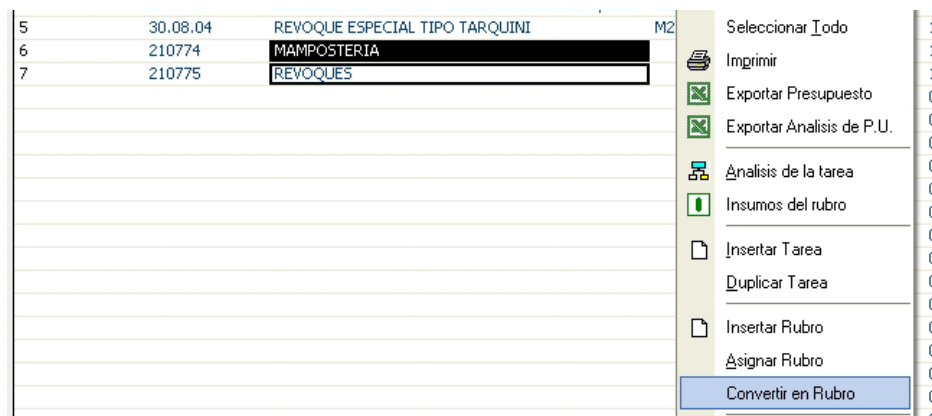 5 30.08.04 REVOQUE ESPECIAL TIPO TARQUINI M2
6 210774 MAMPOSTERIA
7 210775 REVOQUES
Seleccionar Todo
Imprimir
Exportar Presupuesto
Exportar Analisis de P.U.
Analisis de la tarea
Insumos del rubro
Insertar Tarea
Duplicar Tarea
Insertar Rubro
Asignar Rubro
Convertir en Rubro